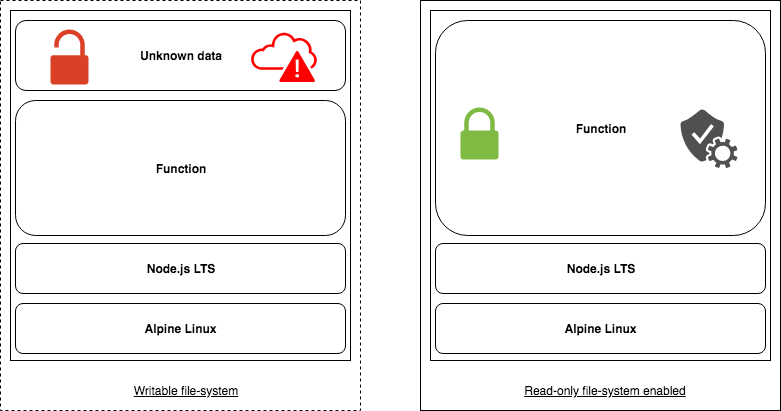 Unknown data
Function
Node.js LTS
Alpine Linux
Writable file-system
Function
Node.js LTS
Alpine Linux
Read-only file-system enabled